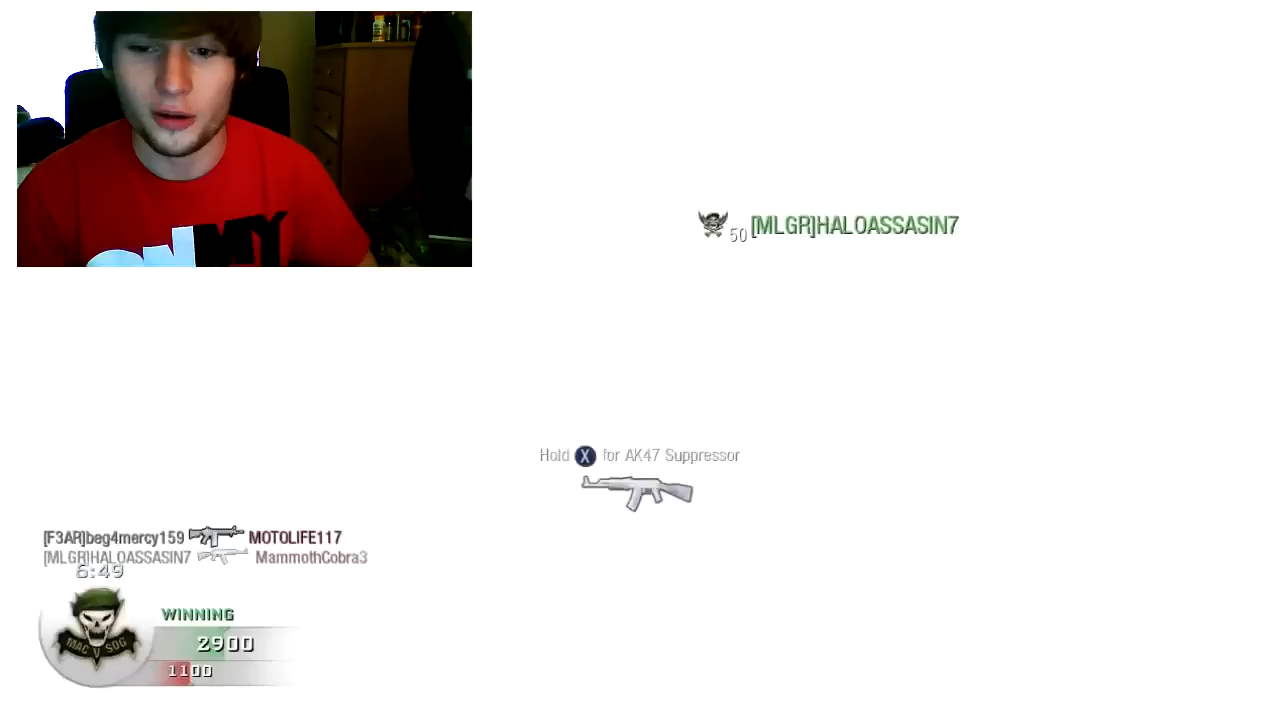 MY
50 [MLGR]HALOASSASIN7
Hold X for AK47 Suppressor
[F3AR]beg4mercy159 MOTOLIFE117
[MLGR]HALOASSASIN7 MammothCobra3
6:49
WINNING
MAC V SOG
2900
1100